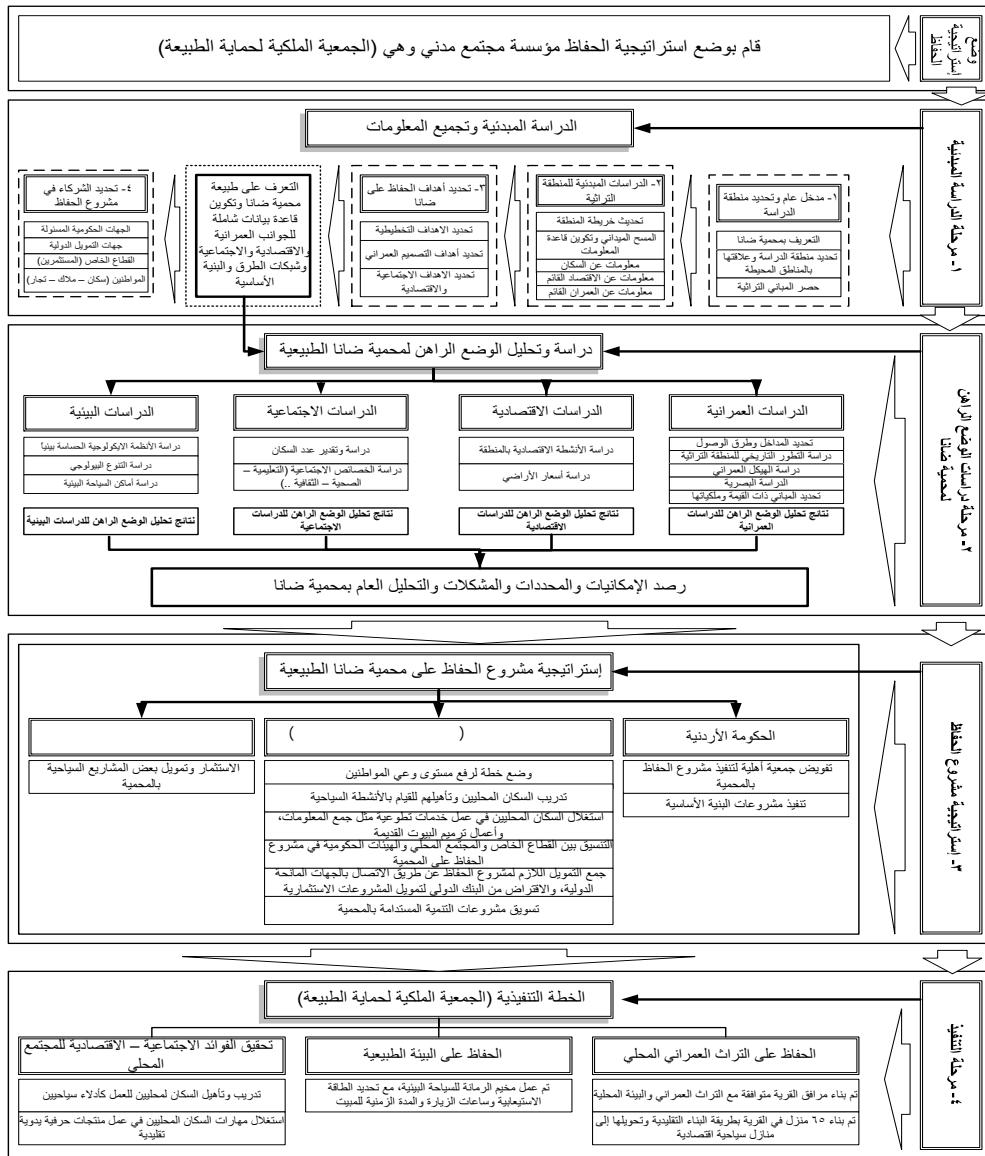 وضع
إستراتيجية
الحفاظ
قام بوضع استراتيجية الحفاظ مؤسسة مجتمع مدني وهي (الجمعية الملكية لحماية الطبيعة)
١- مرحلة الدراسة المبدئية
الدراسة المبدئية وتجميع المعلومات
١- مدخل عام وتحديد منطقة
الدراسة
التعريف بمحمية ضانا
تحديد منطقة الدراسة وعلاقتها
بالمناطق المحيطة
حصر المباني التراثية
٢- الدراسات المبدئية للمنطقة
التراثية
تحديث خريطة المنطقة
المسح الميداني وتكوين قاعدة
المعلومات
معلومات عن السكان
معلومات عن الاقتصاد القائم
معلومات عن العمران القائم
٣- تحديد أهداف الحفاظ على
ضانا
تحديد الاهداف التخطيطية
تحديد أهداف التصميم العمراني
تحديد الاهداف الاجتماعية
والاقتصادية
التعرف على طبيعة
محمية ضانا وتكوين
قاعدة بيانات شاملة
للجوانب العمرانية
والاقتصادية والاجتماعية
وشبكات الطرق والبنية
الأساسية
٤- تحديد الشركاء في
مشروع الحفاظ
الجهات الحكومية المسئولة
جهات التمويل الدولية
القطاع الخاص (المستثمرين)
المواطنين (سكان – ملاك – تجار)
٢- مرحلة دراسات الوضع الراهن
لمحمية ضانا
دراسة وتحليل الوضع الراهن لمحمية ضانا الطبيعية
الدراسات العمرانية
تحديد المداخل وطرق الوصول
دراسة التطور التاريخي للمنطقة التراثية
دراسة الهيكل العمراني
الدراسة البصرية
تحديد المباني ذات القيمة وملكياتها
نتائج تحليل الوضع الراهن للدراسات
العمرانية
الدراسات الاقتصادية
دراسة الأنشطة الاقتصادية بالمنطقة
دراسة أسعار الأراضي
نتائج تحليل الوضع الراهن للدراسات
الاقتصادية
الدراسات الاجتماعية
دراسة وتقدير عدد السكان
دراسة الخصائص الاجتماعية (التعليمية –
الصحية – الثقافية ..)
نتائج تحليل الوضع الراهن للدراسات
الاجتماعية
الدراسات البيئية
دراسة الأنظمة الايكولوجية الحساسة بيئياً
دراسة التنوع البيولوجي
دراسة أماكن السياحة البيئية
نتائج تحليل الوضع الراهن للدراسات البيئية
رصد الإمكانيات والمحددات والمشكلات والتحليل العام بمحمية ضانا
٣- إستراتيجية مشروع الحفاظ
إستراتيجية مشروع الحفاظ على محمية ضانا الطبيعية
الحكومة الأردنية
تفويض جمعية أهلية لتنفيذ مشروع الحفاظ
بالمحمية
تنفيذ مشروعات البنية الأساسية
( )
وضع خطة لرفع مستوى وعي المواطنين
تدريب السكان المحليين وتأهيلهم للقيام بالأنشطة السياحية
استغلال السكان المحليين في عمل خدمات تطوعية مثل جمع المعلومات،
وأعمال ترميم البيوت القديمة
التنسيق بين القطاع الخاص والمجتمع المحلي والهيئات الحكومية في مشروع
الحفاظ على المحمية
جمع التمويل اللازم لمشروع الحفاظ عن طريق الاتصال بالجهات المانحة
الدولية، والاقتراض من البنك الدولي لتمويل المشروعات الاستثمارية
تسويق مشروعات التنمية المستدامة بالمحمية
الاستثمار وتمويل بعض المشاريع السياحية
بالمحمية
٤- مرحلة التنفيذ
الخطة التنفيذية (الجمعية الملكية لحماية الطبيعة)
الحفاظ على التراث العمراني المحلي
تم بناء مرافق القرية متوافقة مع التراث العمراني والبيئة المحلية
تم بناء ٦٥ منزل في القرية بطريقة البناء التقليدية وتحويلها إلى
منازل سياحية اقتصادية
الحفاظ على البيئة الطبيعية
تم عمل مخيم الرمانة للسياحة البيئية، مع تحديد الطاقة
الاستيعابية وساعات الزيارة والمدة الزمنية للمبيت
تحقيق الفوائد الاجتماعية – الاقتصادية للمجتمع
المحلي
تدريب وتأهيل السكان لمحليين للعمل كأدلاء سياحيين
استغلال مهارات السكان المحليين في عمل منتجات حرفية يدوية
تقليدية